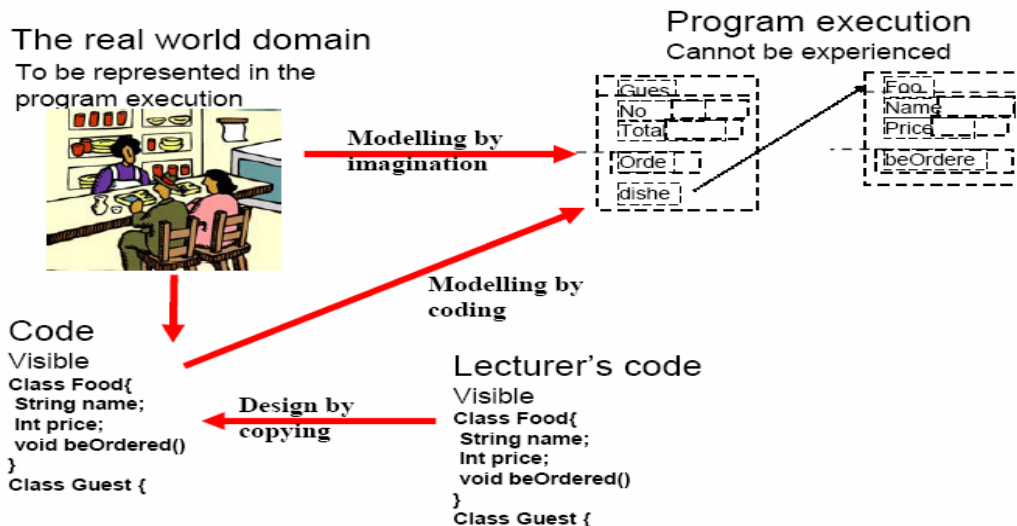 The real world domain
To be represented in the
program execution
Program execution
Cannot be experienced
Gues
No
Total
Orde
dishe
Foo
Name
Price
beOrdere
Modelling by
imagination
Modelling by
coding
Code
Visible
Class Food{
String name;
Int price;
void beOrdered()
}
Class Guest {
Design by
copying
Lecturer's code
Visible
Class Food{
String name;
Int price;
void beOrdered()
}
Class Guest {